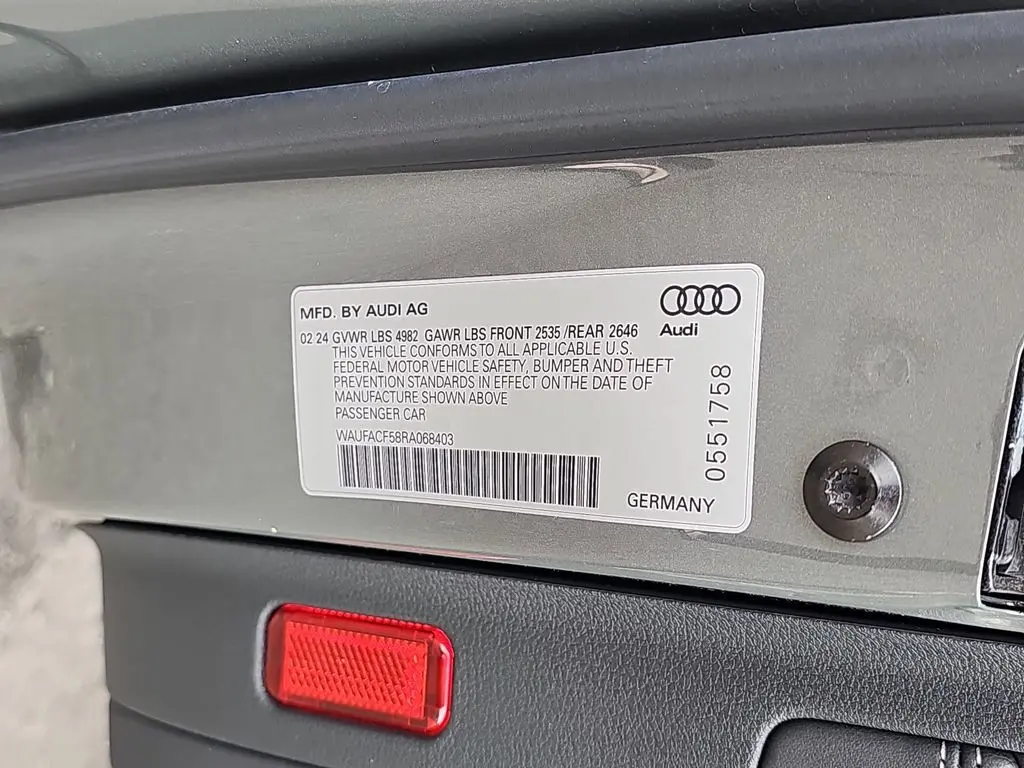 MFD. BY AUDI AG
Audi
02 24 GVWR LBS 4982 GAWR LBS FRONT 2535 /REAR 2646
THIS VEHICLE CONFORMS TO ALL APPLICABLE U.S.
FEDERAL MOTOR VEHICLE SAFETY, BUMPER AND THEFT
PREVENTION STANDARDS IN EFFECT ON THE DATE OF
MANUFACTURE SHOWN ABOVE
PASSENGER CAR
WAUFACF58RA068403
0551758
GERMANY